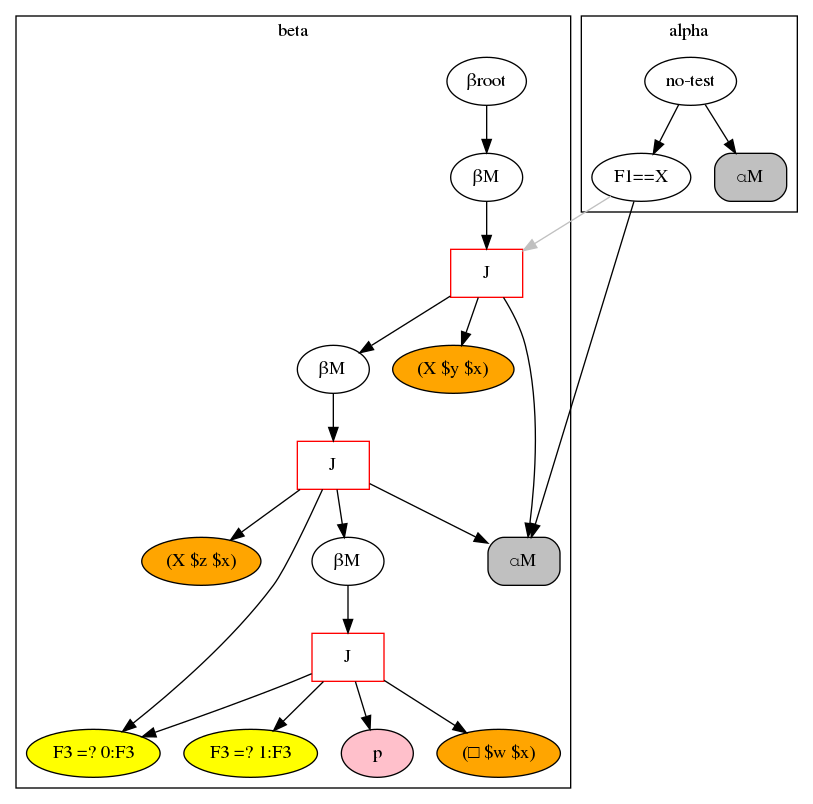 beta
alpha
βroot
no-test
βM
F1==X
αM
J
βM
(X $y $x)
J
(X $z $x)
βM
αM
J
F3 =? 0:F3
F3 =? 1:F3
p
(□ $w $x)